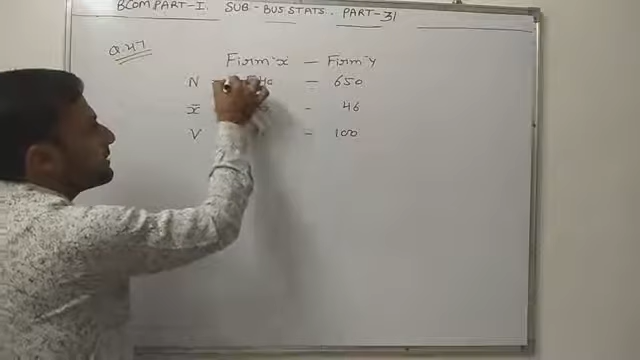 BCOM PART-I. SUB-BUS STATS. PART-31
Q.47
Firm-x — Firm-y
N = 650
x̄ - 46
V - = 100